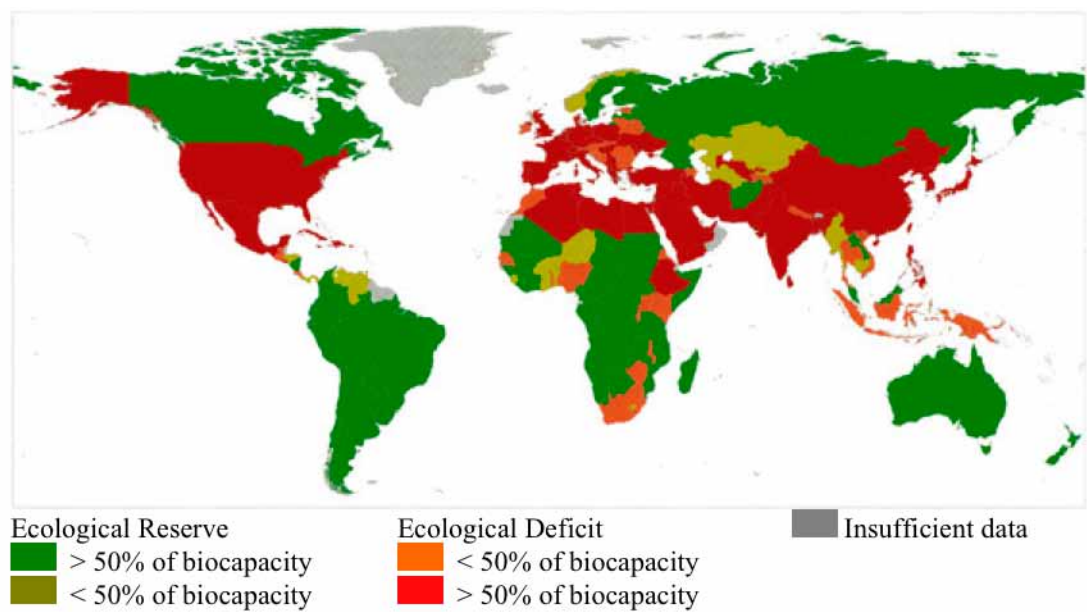 Ecological Reserve
> 50% of biocapacity
< 50% of biocapacity
Ecological Deficit
< 50% of biocapacity
> 50% of biocapacity
Insufficient data